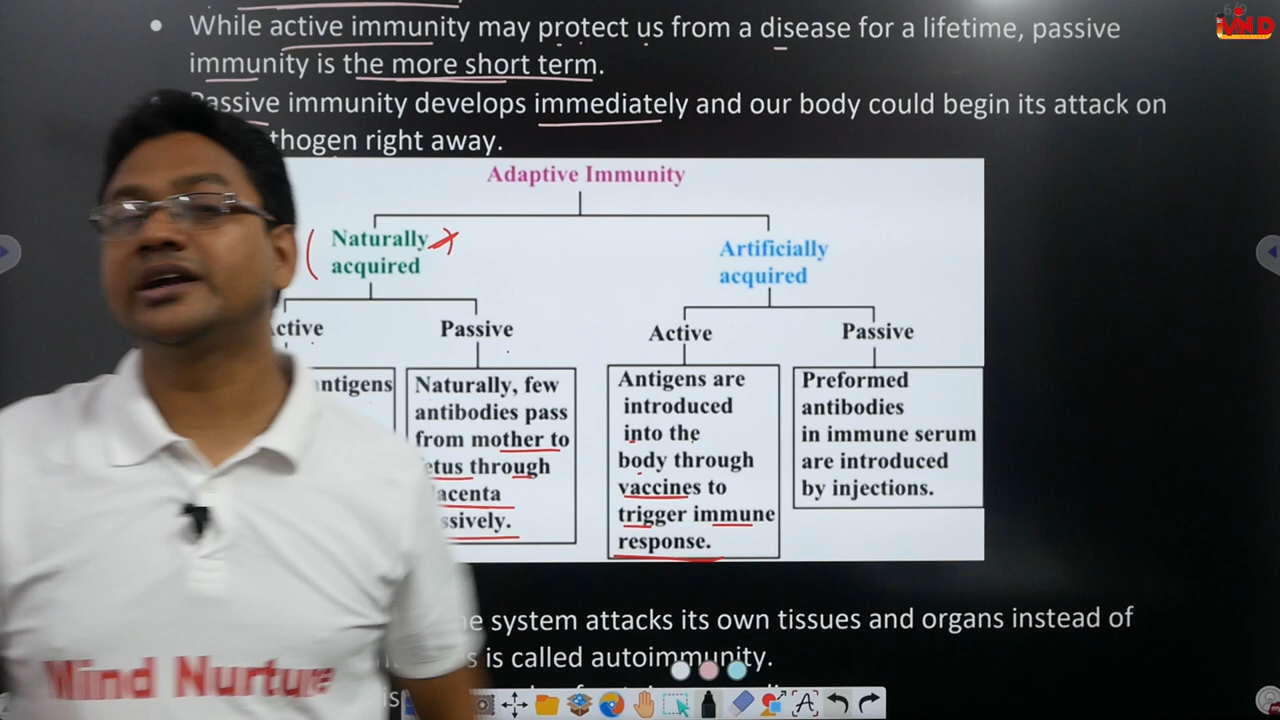 While active immunity may protect us from a disease for a lifetime, passive
immunity is the more short term.
Passive immunity develops immediately and our body could begin its attack on
thogen right away.
Adaptive Immunity
Naturally
acquired
Artificially
acquired
ctive
Passive
Active
Passive
ntigens
Naturally, few
antibodies pass
from mother to
etus through
acenta
ssively.
Antigens are
introduced
into the
body through
vaccines to
trigger immune
response.
Preformed
antibodies
in immune serum
are introduced
by injections.
e system attacks its own tissues and organs instead of
s is called autoimmunity.
is
Mind Nurture